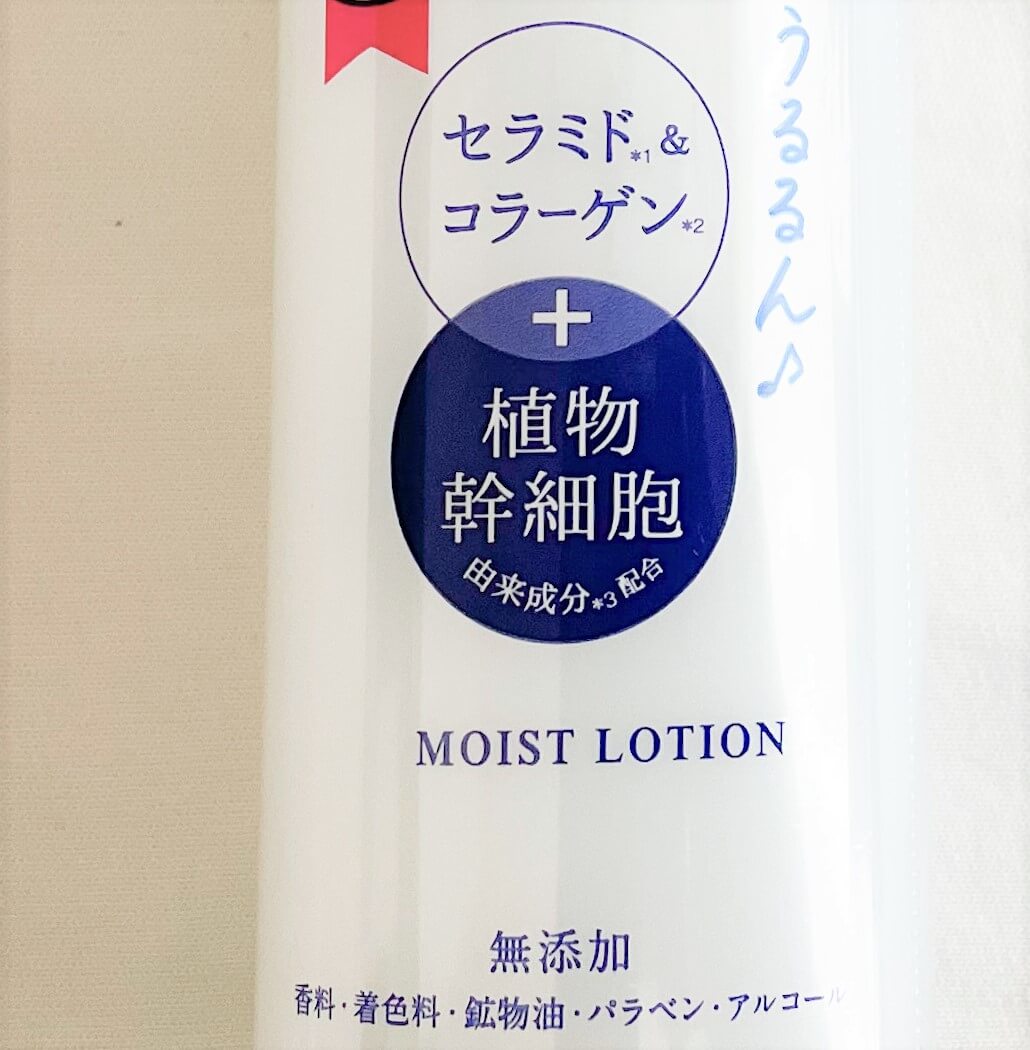 セラミド*1&
コラーゲン*2
+
植物
幹細胞
由来成分*3配合
うるるん♪
MOIST LOTION
無添加
香料・着色料・鉱物油・パラベン・アルコール